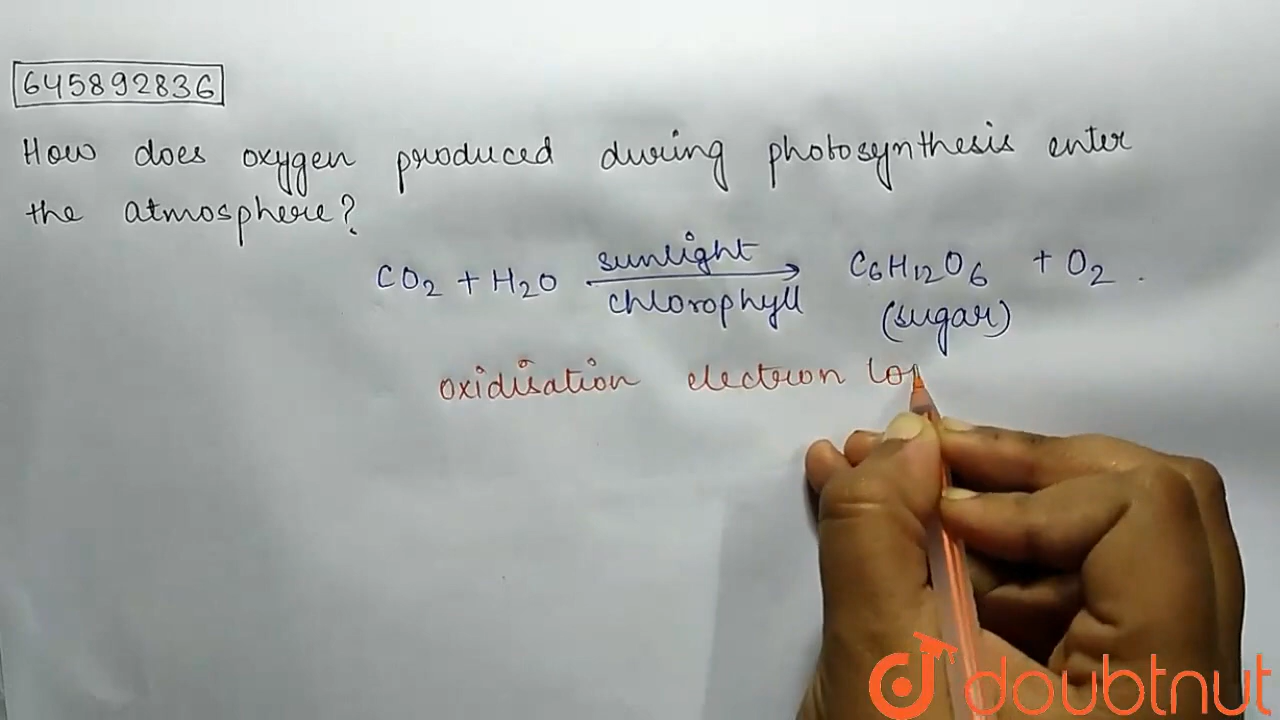 645892836
How does oxygen produced during photosynthesis enter
the atmosphere?
CO2 + H2O sunlight chlorophyll C6H12O6 + O2.
(sugar)
oxidisation electron
doubtnut